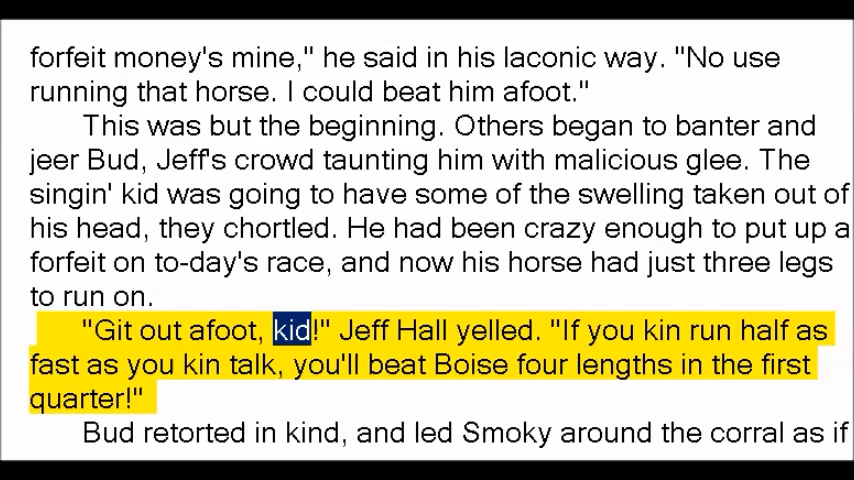 forfeit money's mine," he said in his laconic way. "No use
running that horse. I could beat him afoot."
This was but the beginning. Others began to banter and
jeer Bud, Jeff's crowd taunting him with malicious glee. The
singin' kid was going to have some of the swelling taken out of
his head, they chortled. He had been crazy enough to put up a
forfeit on to-day's race, and now his horse had just three legs
to run on.
"Git out afoot, kid!" Jeff Hall yelled. "If you kin run half as
fast as you kin talk, you'll beat Boise four lengths in the first
quarter!"
Bud retorted in kind, and led Smoky around the corral as if